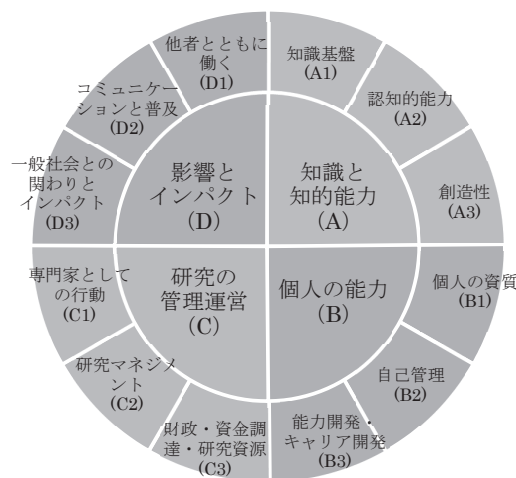 知識基盤
(A1)
認知的能力
(A2)
創造性
(A3)
個人の資質
(B1)
自己管理
(B2)
能力開発・
キャリア開発
(B3)
財政・資金調
達・研究資源
(C3)
研究マネジメ
ント
(C2)
専門家として
の行動
(C1)
一般社会との
関わりと
インパクト
(D3)
コミュニケー
ションと普及
(D2)
他者とともに
働く
(D1)
知識と
知的能力
(A)
個人の能力
(B)
研究の
管理運営
(C)
影響と
インパクト
(D)